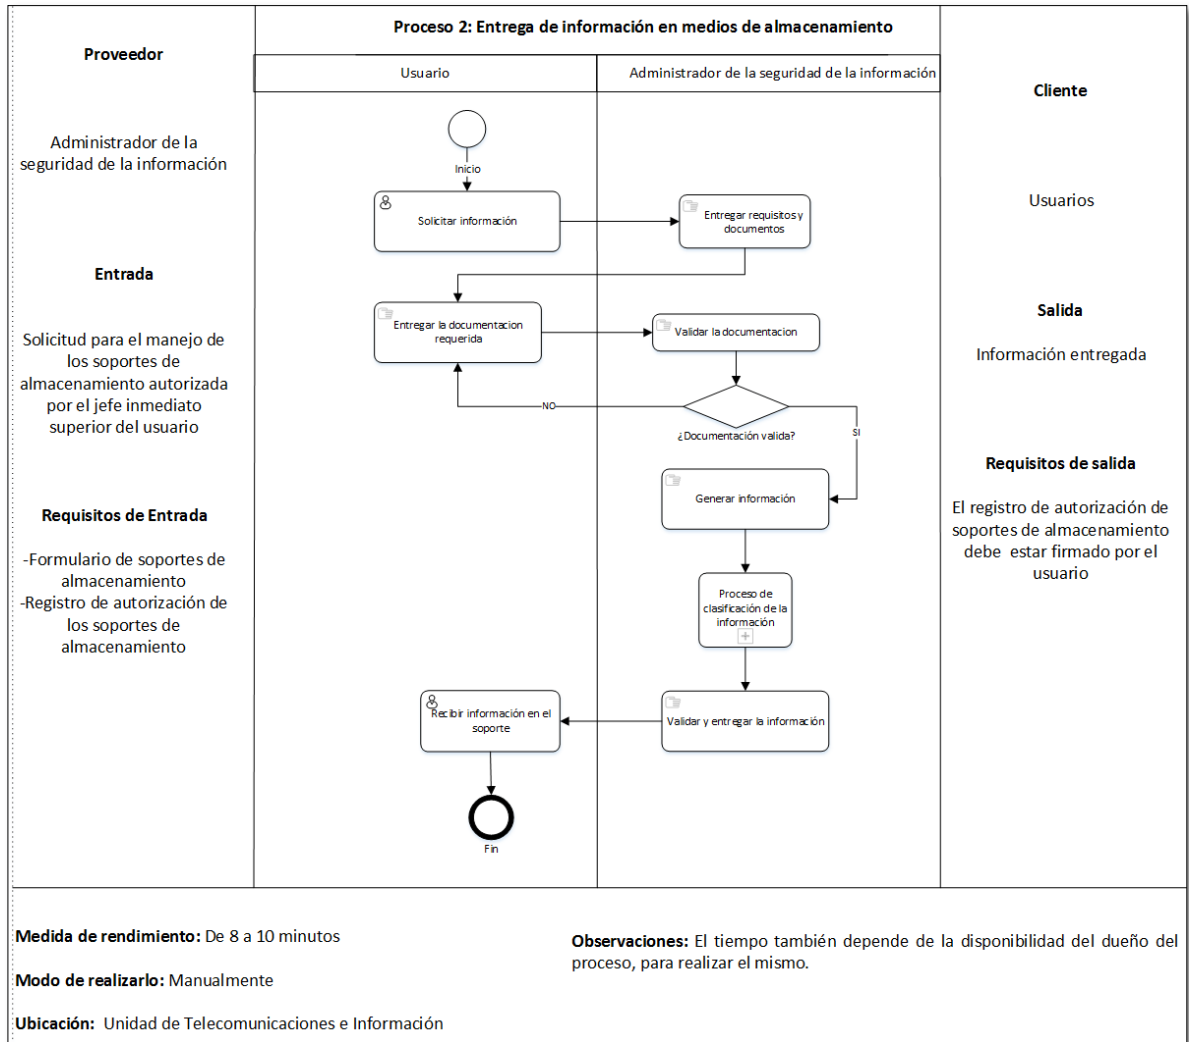 Proceso 2: Entrega de información en medios de almacenamiento
Proveedor
Administrador de la
seguridad de la información
Entrada
Solicitud para el manejo de
los soportes de
almacenamiento autorizada
por el jefe inmediato
superior del usuario
Requisitos de Entrada
-Formulario de soportes de
almacenamiento
-Registro de autorización de
los soportes de
almacenamiento
Usuario
Administrador de la seguridad de la información
Inicio
Solicitar información
Entregar requisitos y
documentos
Entregar la documentacion
requerida
Validar la documentacion
NO
¿Documentación valida?
SI
Generar información
Proceso de
clasificación de la
información
Validar y entregar la información
Recibir información en el
soporte
Fin
Cliente
Usuarios
Salida
Información entregada
Requisitos de salida
El registro de autorización de
soportes de almacenamiento
debe estar firmado por el
usuario
Medida de rendimiento: De 8 a 10 minutos
Modo de realizarlo: Manualmente
Ubicación: Unidad de Telecomunicaciones e Información
Observaciones: El tiempo también depende de la disponibilidad del dueño del
proceso, para realizar el mismo.